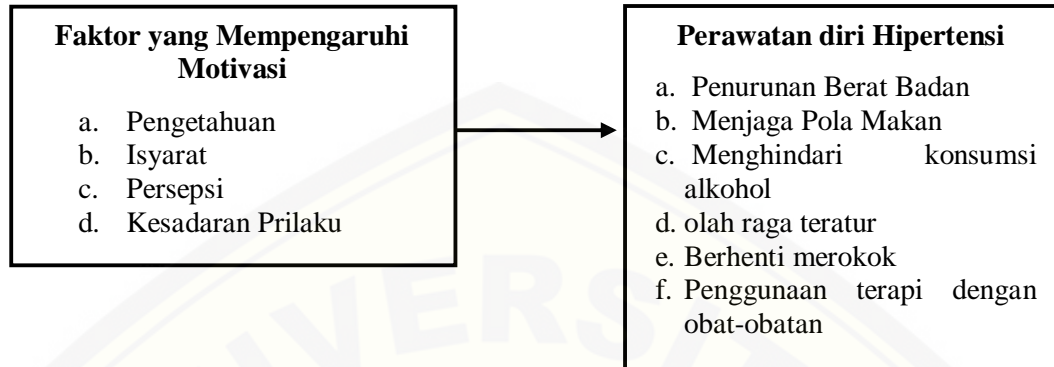 Faktor yang Mempengaruhi
Motivasi
a. Pengetahuan
b. Isyarat
c. Persepsi
d. Kesadaran Prilaku
Perawatan diri Hipertensi
a. Penurunan Berat Badan
b. Menjaga Pola Makan
c. Menghindari konsumsi
alkohol
d. olah raga teratur
e. Berhenti merokok
f. Penggunaan terapi dengan
obat-obatan
IVERSIT